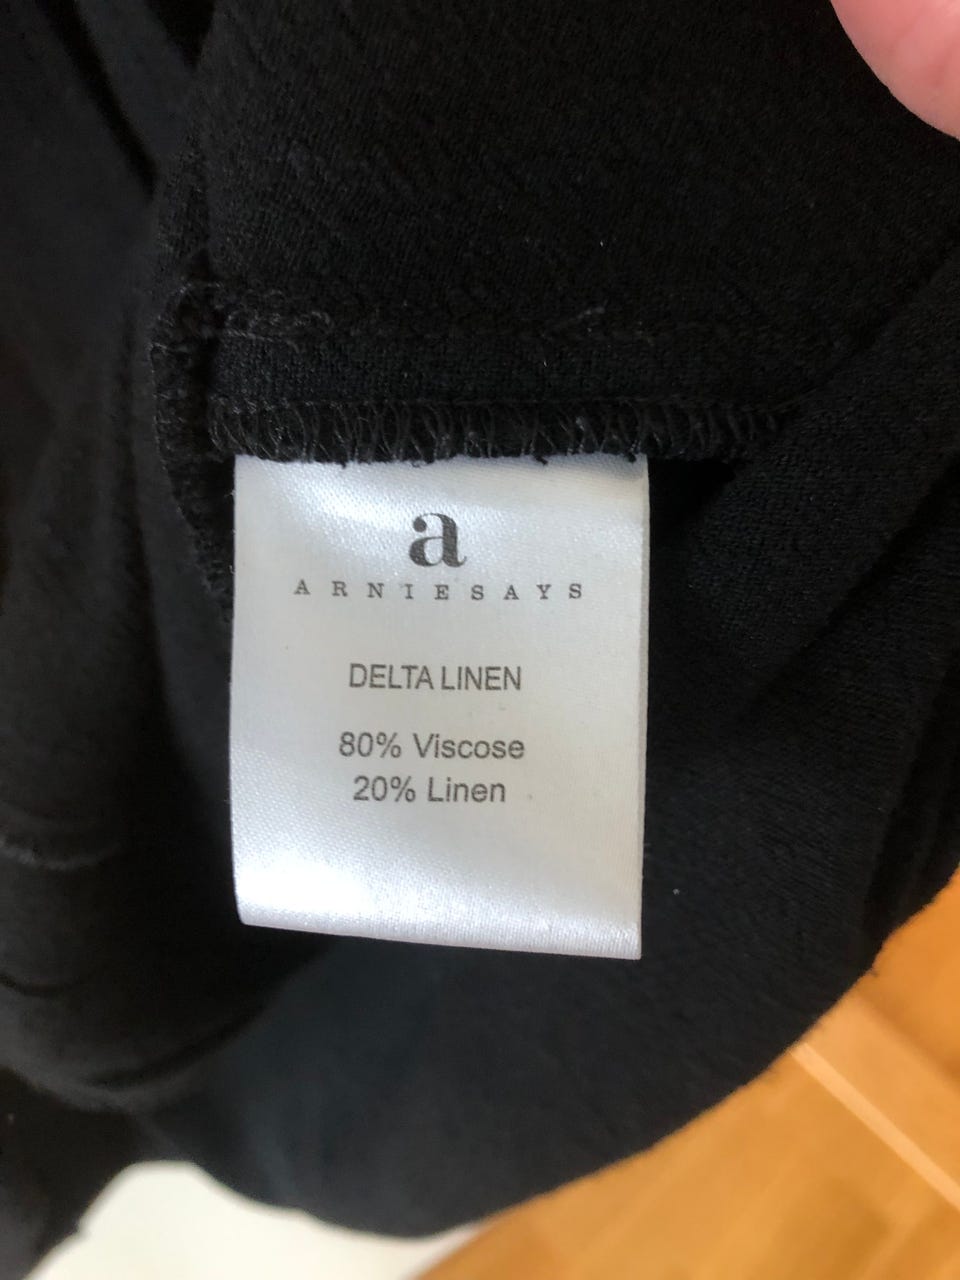 a
ARNIESAYS
DELTA LINEN
80% Viscose
20% Linen